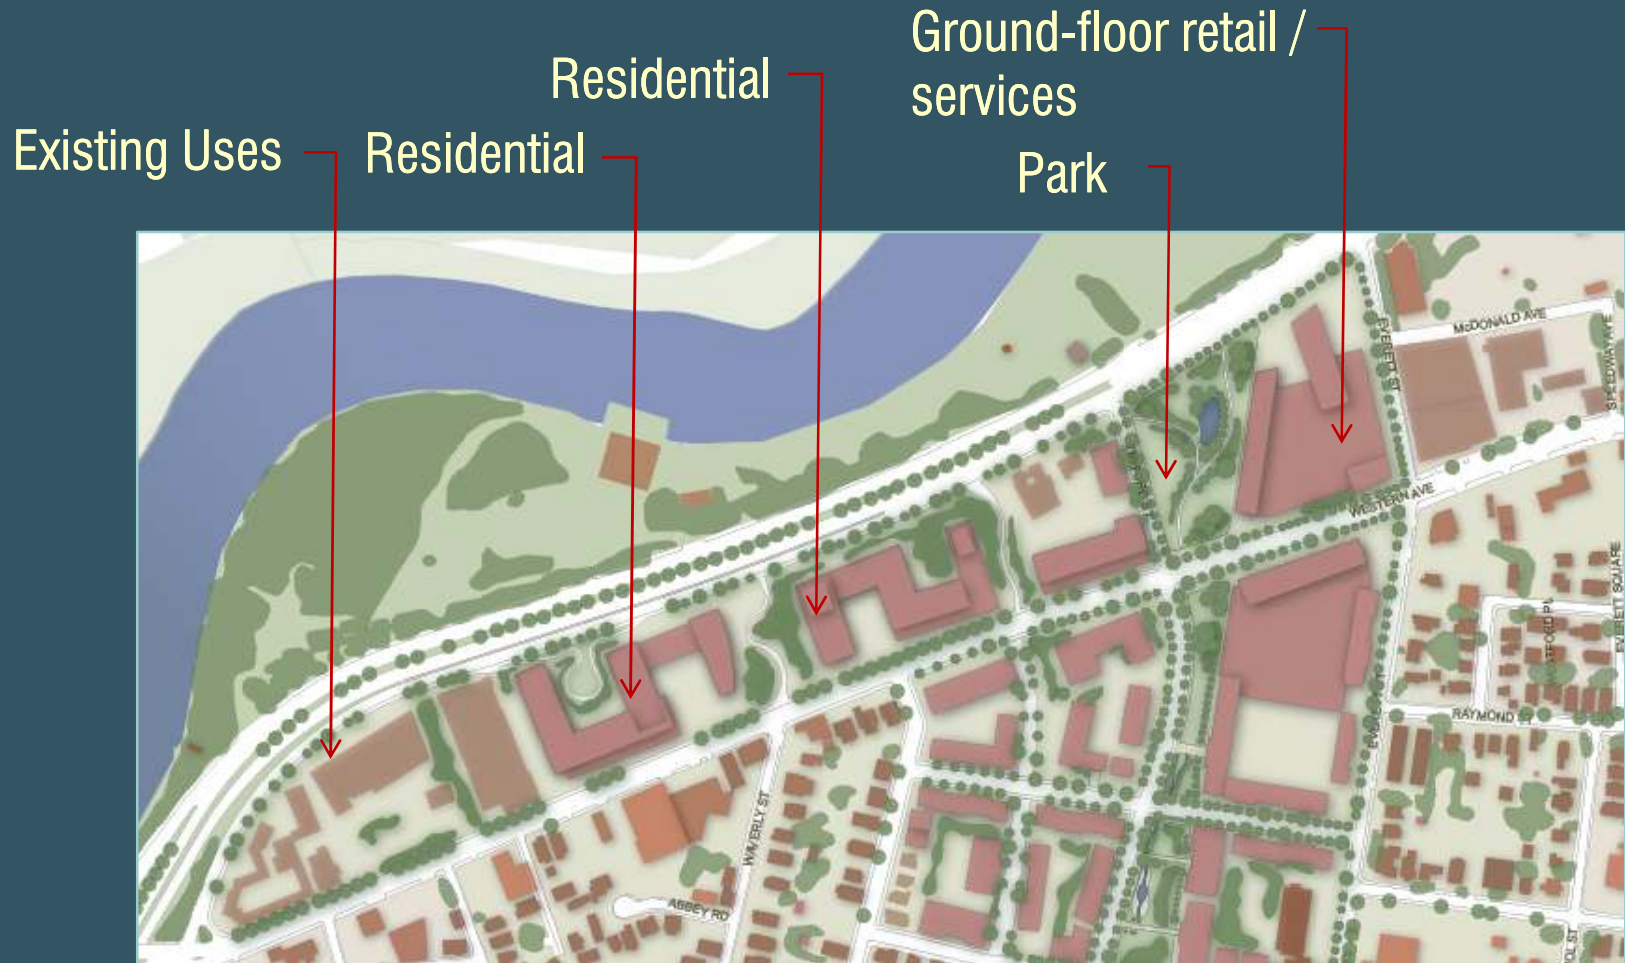 Ground-floor retail /
services
Residential
Existing Uses
Residential
Park
McDONALD AVE
EVERETT ST
SPEEDWAY AVE
WESTERN AVE
EVERETT SQUARE
RAYMOND ST
WAVERLY ST
ABBEY RD